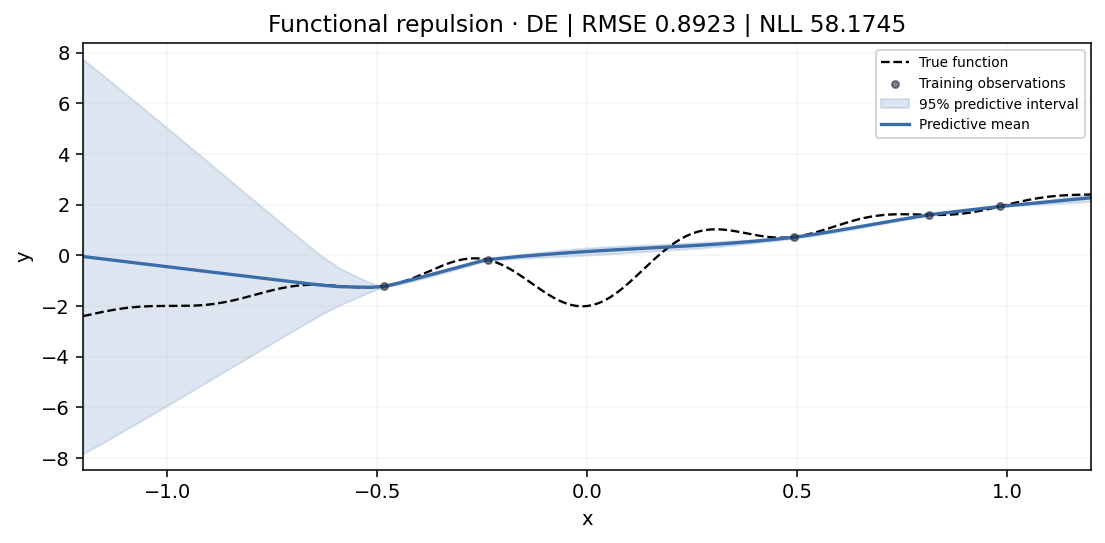 Functional repulsion · DE | RMSE 0.8923 | NLL 58.1745
True function
Training observations
95% predictive interval
Predictive mean
8
6
4
2
0
−2
−4
−6
−8
y
−1.0
−0.5
0.0
0.5
1.0
x